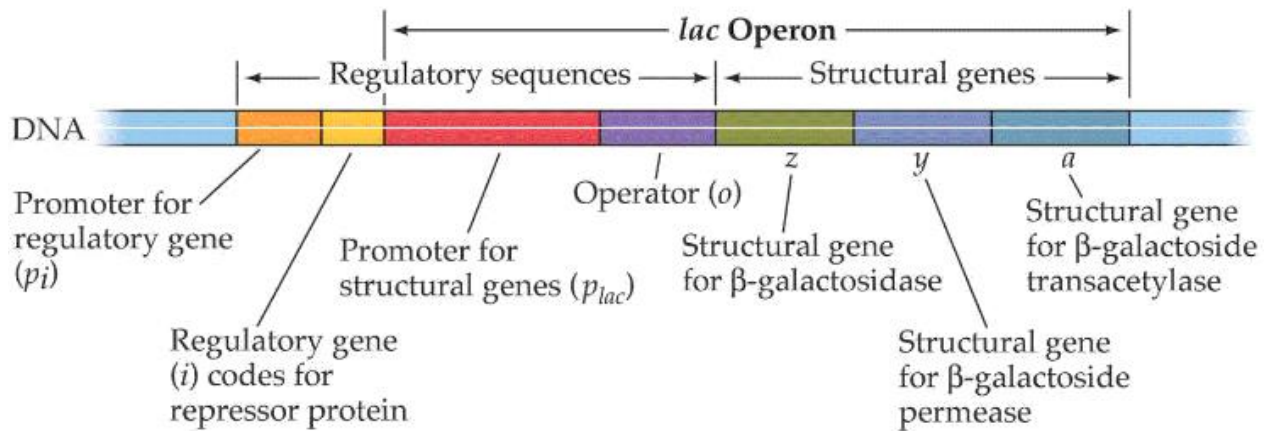 lac Operon
Regulatory sequences
Structural genes
DNA
z
y
a
Promoter for
regulatory gene
(pi)
Regulatory gene
(i) codes for
repressor protein
Promoter for
structural genes (plac)
Operator (o)
Structural gene
for β-galactosidase
Structural gene
for β-galactoside
permease
Structural gene
for β-galactoside
transacetylase